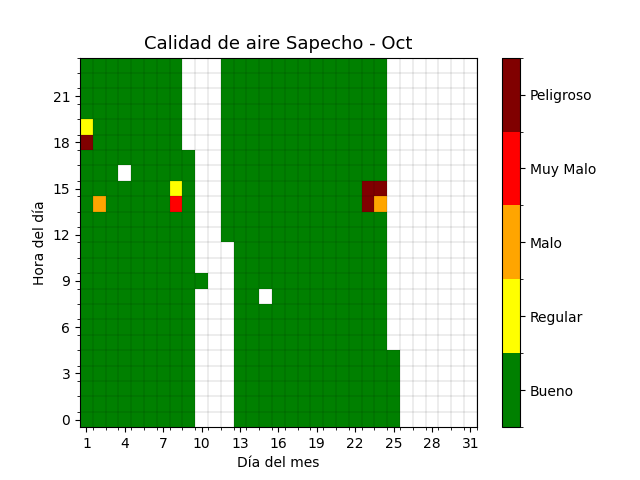 Calidad de aire Sapecho - Oct
21
18
15
12
9
6
3
0
Hora del día
1 4 7 10 13 16 19 22 25 28 31
Día del mes
Peligroso
Muy Malo
Malo
Regular
Bueno